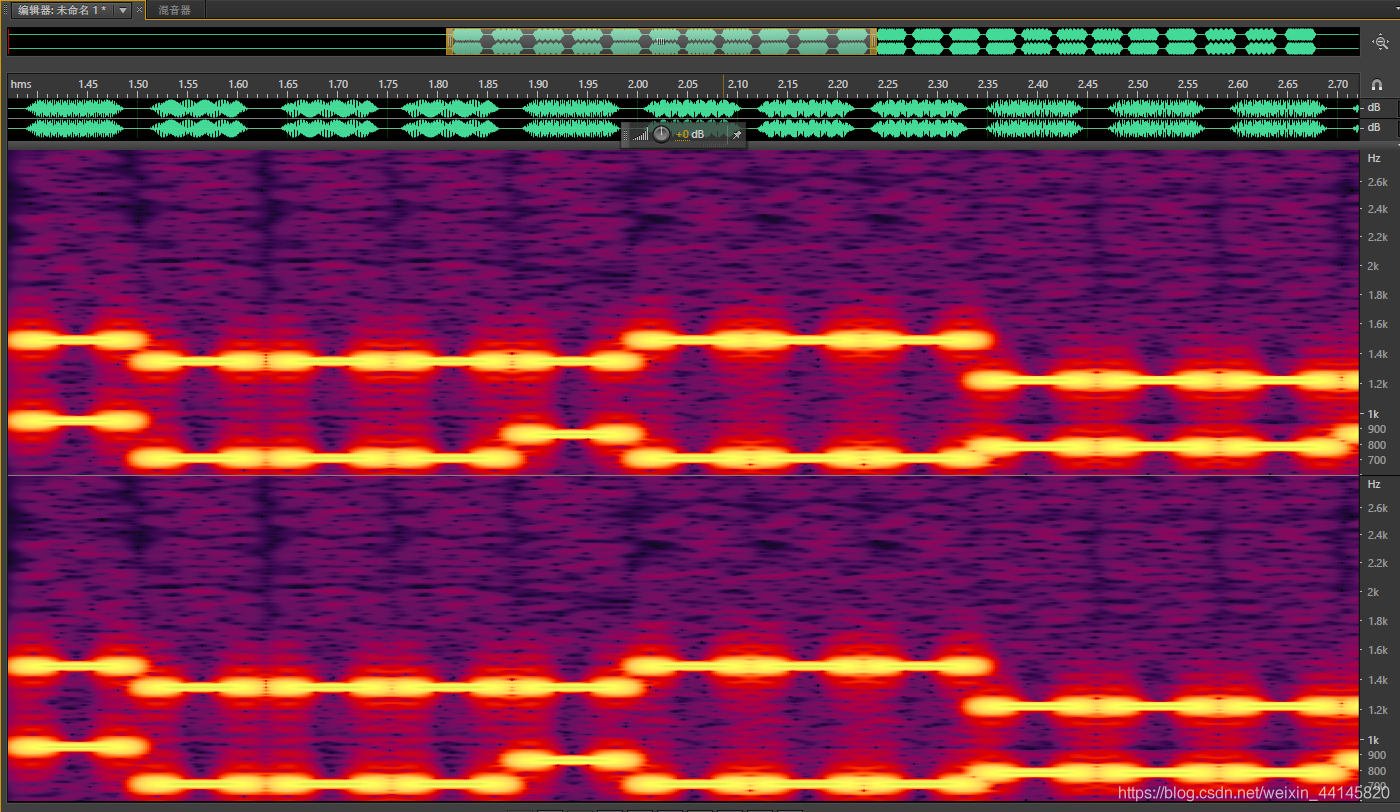 编辑器: 未命名 1 * ▼ × 混音器
hms 1.45 1.50 1.55 1.60 1.65 1.70 1.75 1.80 1.85 1.90 1.95 2.00 2.05 2.10 2.15 2.20 2.25 2.30 2.35 2.40 2.45 2.50 2.55 2.60 2.65 2.70
dB
dB
+0 dB
Hz
2.6k
2.4k
2.2k
2k
1.8k
1.6k
1.4k
1.2k
1k
900
800
700
Hz
2.6k
2.4k
2.2k
2k
1.8k
1.6k
1.4k
1.2k
1k
900
800
700
https://blog.csdn.net/weixin_44145820